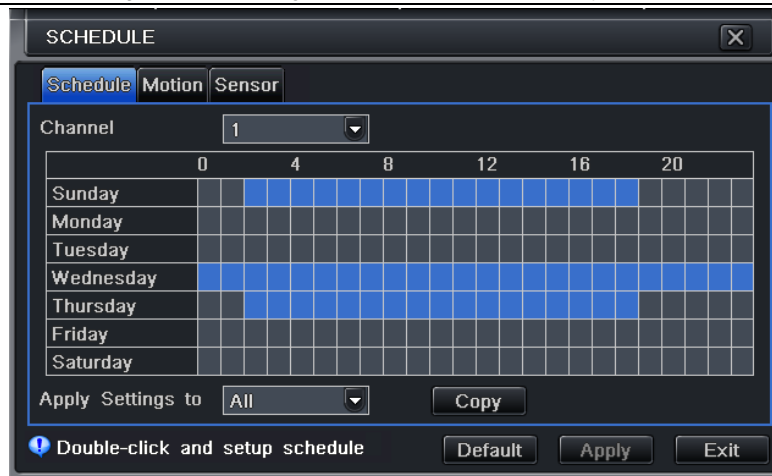 SCHEDULE
Schedule Motion Sensor
Channel 1
0 4 8 12 16 20
Sunday
Monday
Tuesday
Wednesday
Thursday
Friday
Saturday
Apply Settings to All Copy
Double-click and setup schedule Default Apply Exit